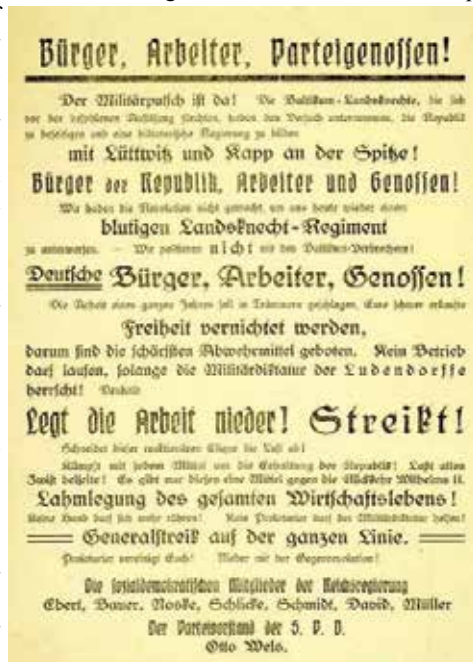 Bürger, Arbeiter, Parteigenossen!
Der Militärputsch ist da! Die Baltikum-Landsknechte, die sich
vor der befohlenen Auflösung fürchten, haben den Versuch unternommen, die Republik
zu beseitigen und eine diktatorische Regierung zu bilden
mit Lüttwitz und Kapp an der Spitze!
Bürger der Republik, Arbeiter und Genossen!
Wir haben die Revolution nicht gemacht, um uns heute wieder einem
blutigen Landsknecht-Regiment
zu unterwerfen. — Wir paktieren nicht mit den Baltikum-Verbrechern!
Deutsche Bürger, Arbeiter, Genossen!
Die Arbeit eines ganzen Jahres soll in Trümmern geschlagen, Eure schwer erkaufte
Freiheit vernichtet werden,
darum sind die schärfsten Abwehrmittel geboten. Kein Betrieb
darf laufen, solange die Militärdiktatur der Ludendorffe
herrscht! Deshalb
Legt die Arbeit nieder! Streikt!
Schneidet dieser reaktionären Clique die Luft ab!
Kämpft mit jedem Mittel um die Erhaltung der Republik! Laßt allen
Zwist beiseite! Es gibt nur dieses eine Mittel gegen die Rückkehr Wilhelms II.
Lahmlegung des gesamten Wirtschaftslebens!
Keine Hand darf sich mehr rühren! Kein Proletarier darf der Militärdiktatur helfen!
Generalstreik auf der ganzen Linie.
Proletarier vereinigt Euch! Nieder mit der Gegenrevolution!
Die sozialdemokratischen Mitglieder der Reichsregierung
Ebert, Bauer, Noske, Schlicke, Schmidt, David, Müller
Der Parteivorstand der S. P. D.
Otto Wels.